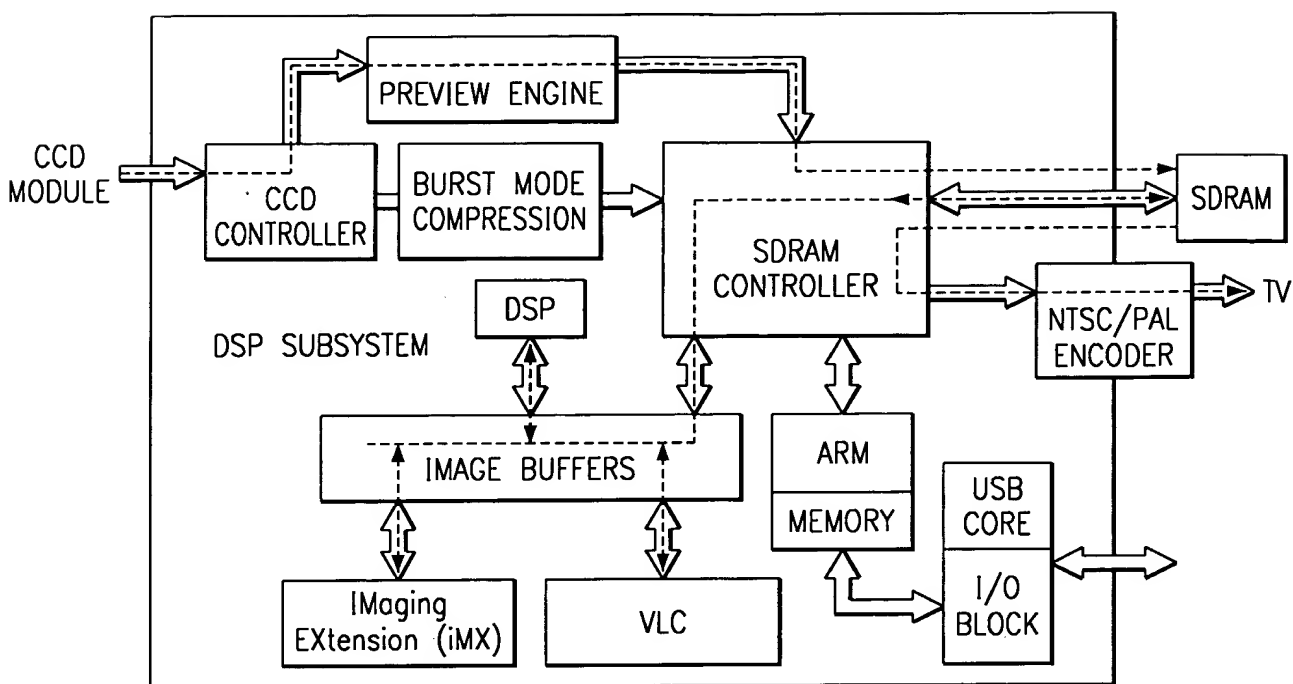 PREVIEW ENGINE
CCD
MODULE
CCD
CONTROLLER
BURST MODE
COMPRESSION
SDRAM
CONTROLLER
SDRAM
NTSC/PAL
ENCODER
TV
DSP
DSP SUBSYSTEM
IMAGE BUFFERS
ARM
MEMORY
USB
CORE
I/O
BLOCK
IMaging
EXtension (iMX)
VLC